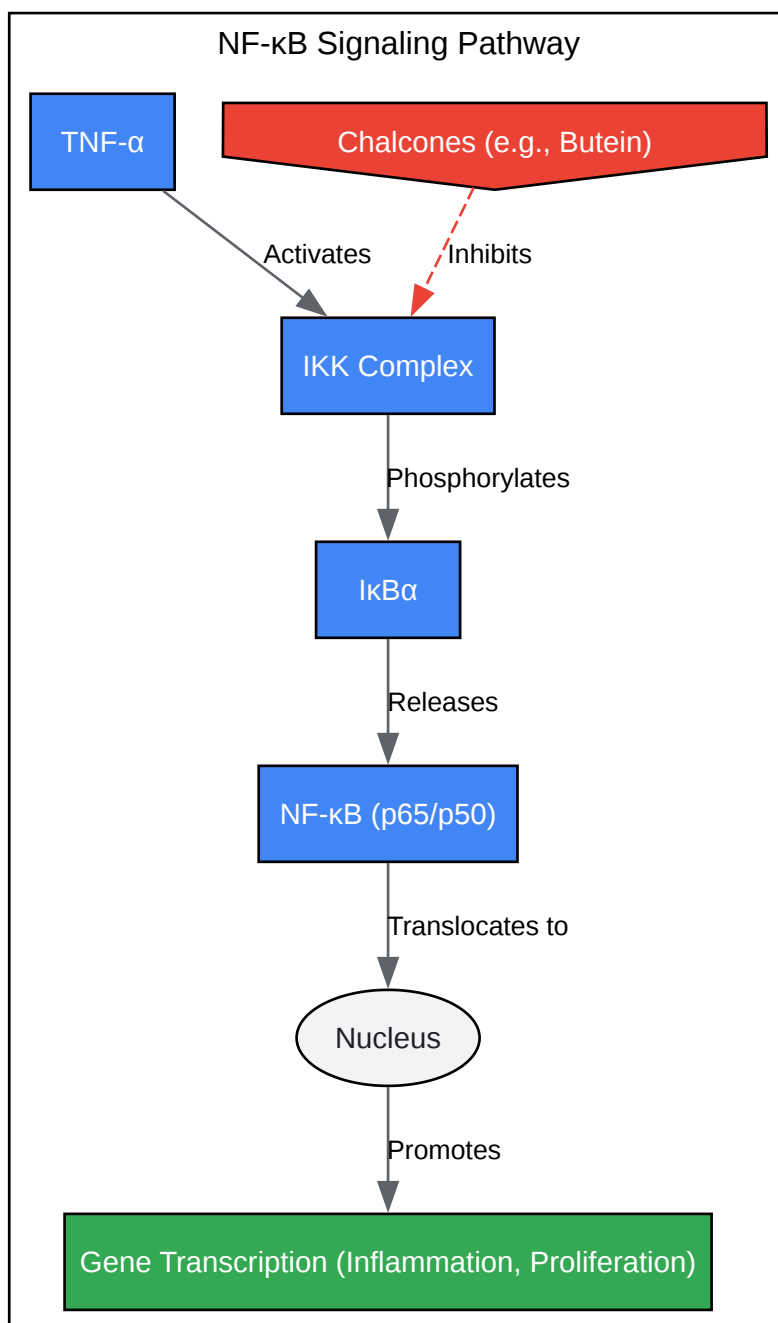 NF-κB Signaling Pathway
TNF-α
Chalcones (e.g., Butein)
Activates
Inhibits
IKK Complex
Phosphorylates
IκBα
Releases
NF-κB (p65/p50)
Translocates to
Nucleus
Promotes
Gene Transcription (Inflammation, Proliferation)